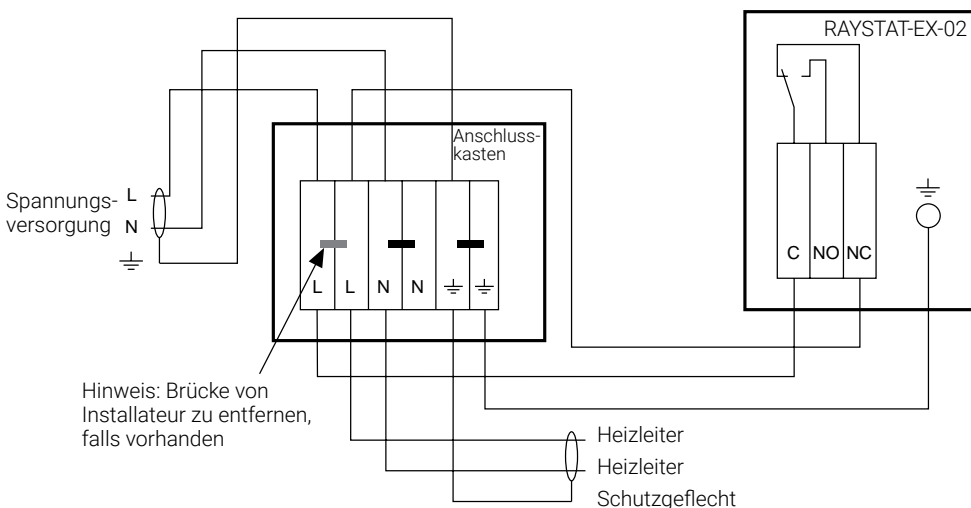 RAYSTAT-EX-02
Anschluss-
kasten
Spannungs-
versorgung
L
N
C NO NC
L L N N
Hinweis: Brücke von
Installateur zu entfernen,
falls vorhanden
Heizleiter
Heizleiter
Schutzgeflecht